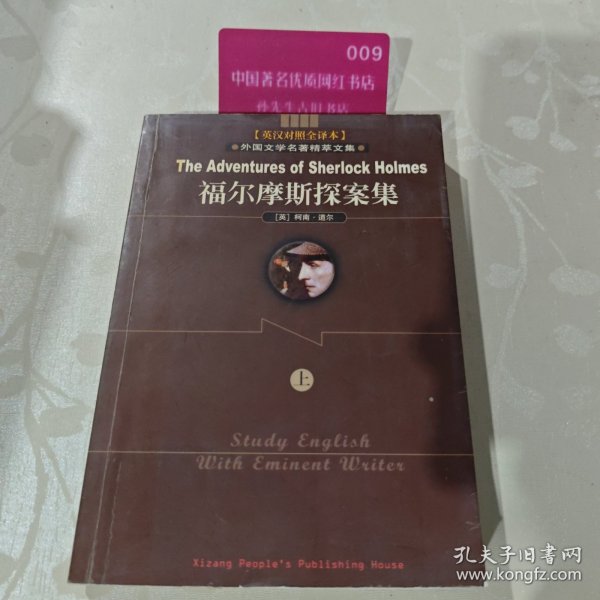 009
中国著名优质网红书店
孙先生古旧书店
【英汉对照全译本】
外国文学名著精萃文集
The Adventures of Sherlock Holmes
福尔摩斯探案集
[英] 柯南·道尔
上
Study English
With Eminent Writer
Xizang People's Publishing House
孔夫子旧书网
www.kongfz.com